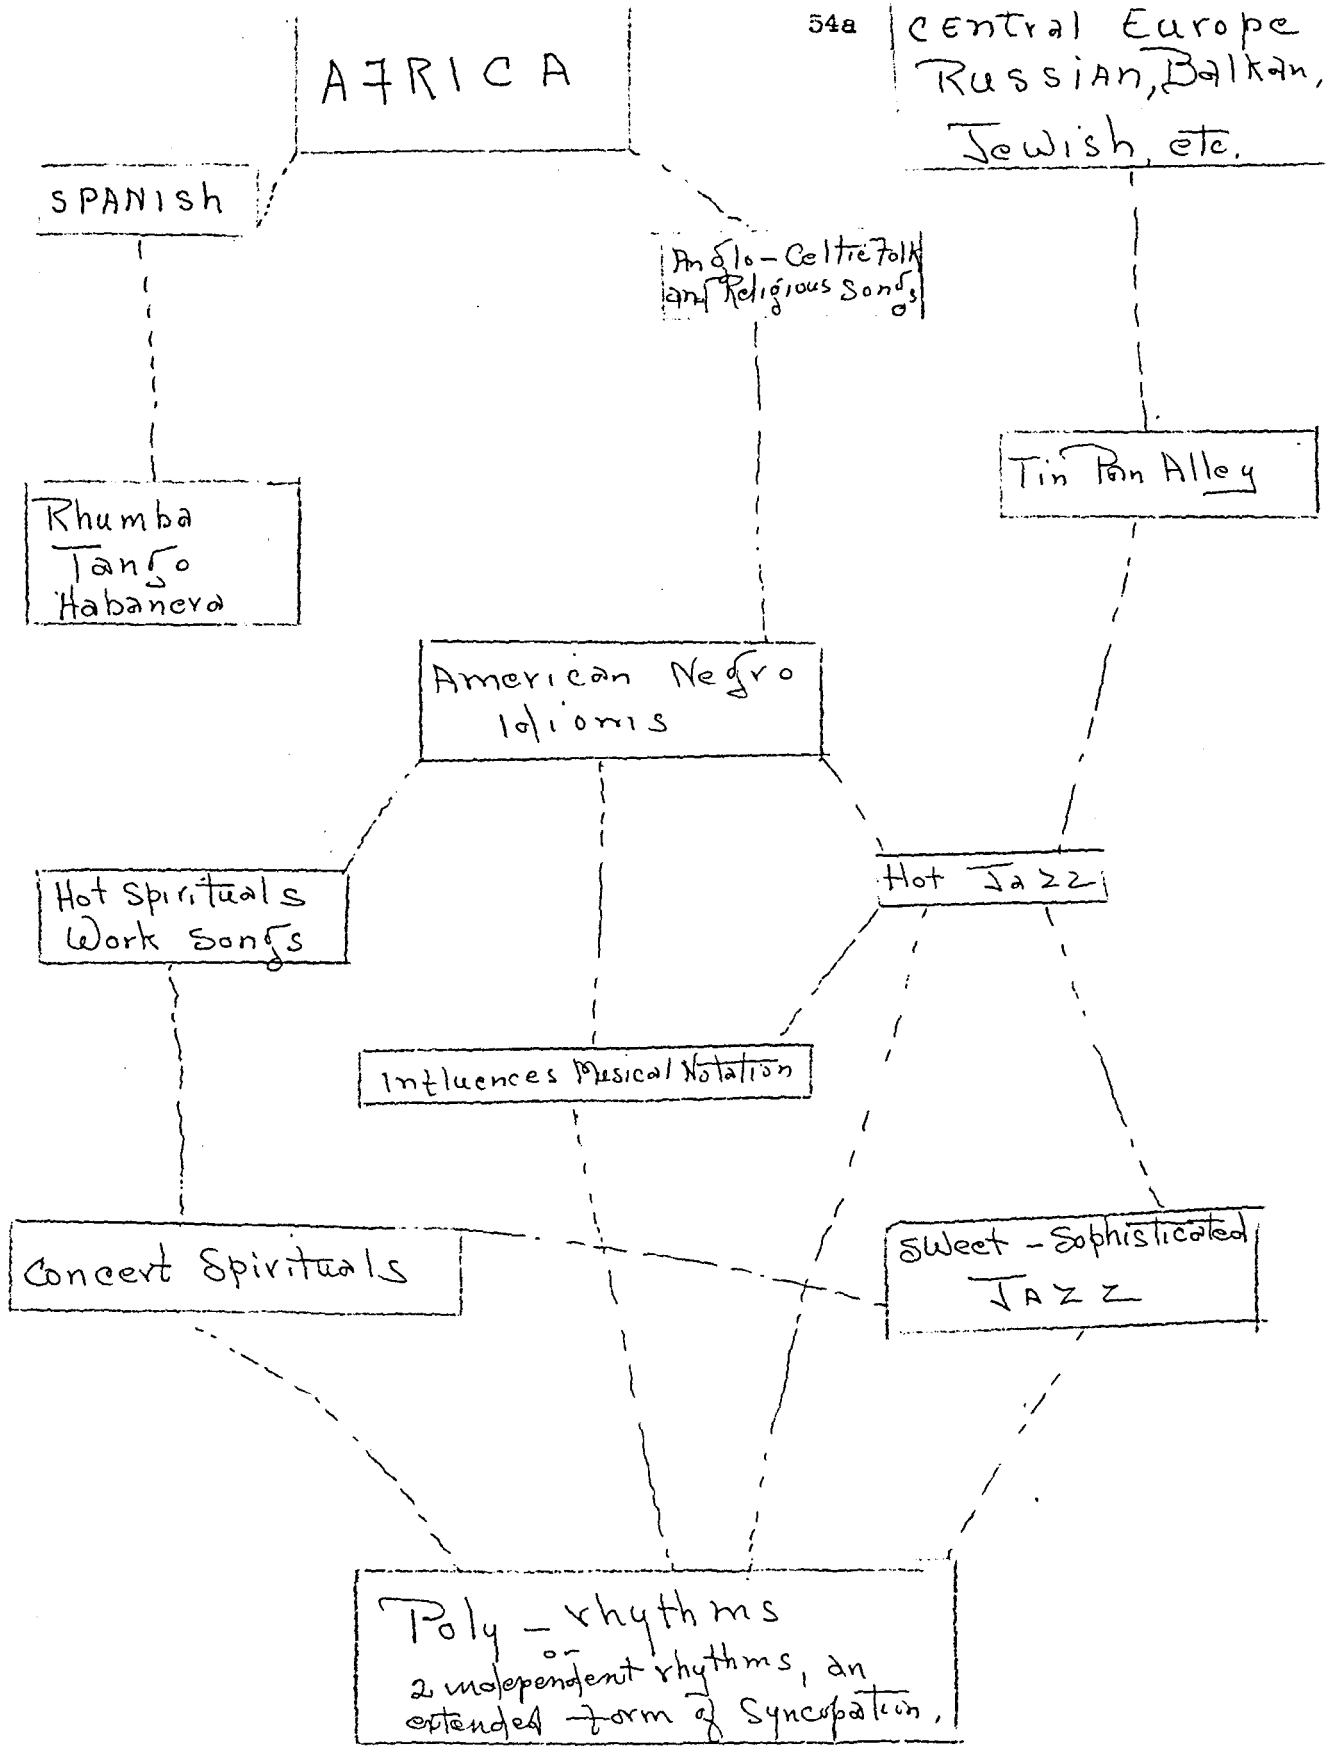 54a
AFRICA
Central Europe
Russian, Balkan,
Jewish, etc.
SPANISh
Anglo-Celtic Folk
and Religious Songs
Tin Pan Alley
Rhumba
Tango
Habanera
American Negro
Idioms
Hot Spirituals
Work Songs
Hot Jazz
Influences Musical Notation
Concert Spirituals
Sweet-Sophisticated
JAZZ
Poly-rhythms
or
2 independent rhythms, an
extended form of Syncopation.